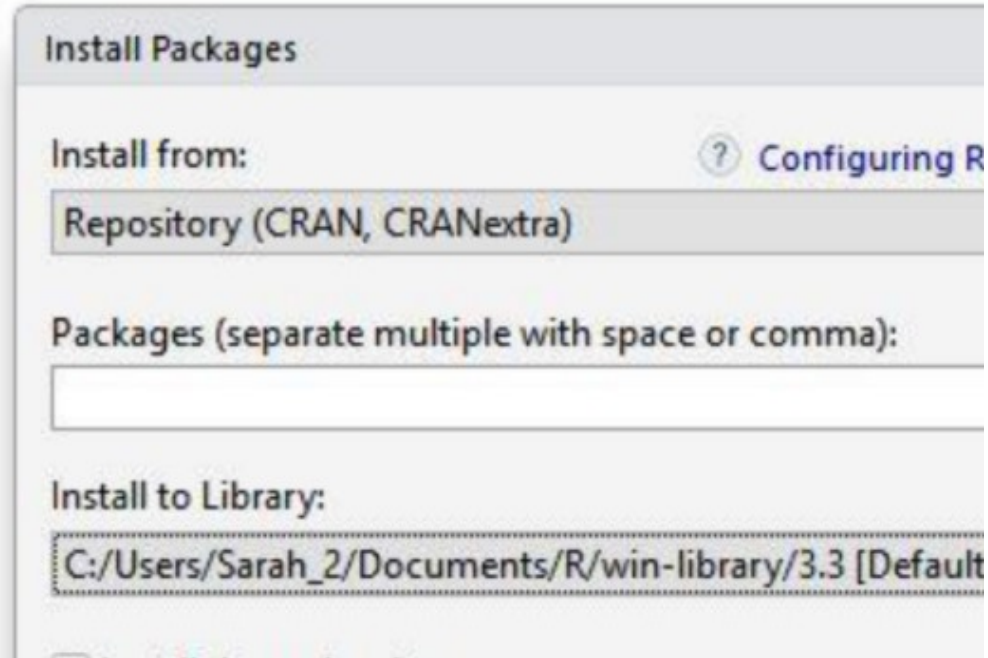 Install Packages
Install from:
? Configuring R
Repository (CRAN, CRANextra)
Packages (separate multiple with space or comma):
Install to Library:
C:/Users/Sarah_2/Documents/R/win-library/3.3 [Default